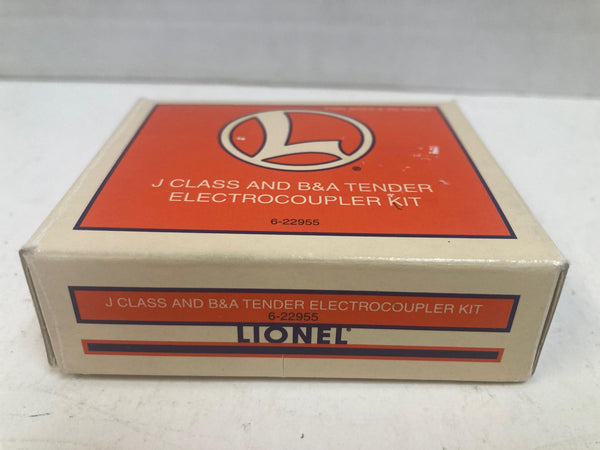 L
J CLASS AND B&A TENDER
ELECTROCOUPLER KIT
6-22955
J CLASS AND B&A TENDER ELECTROCOUPLER KIT
6-22955
LIONEL